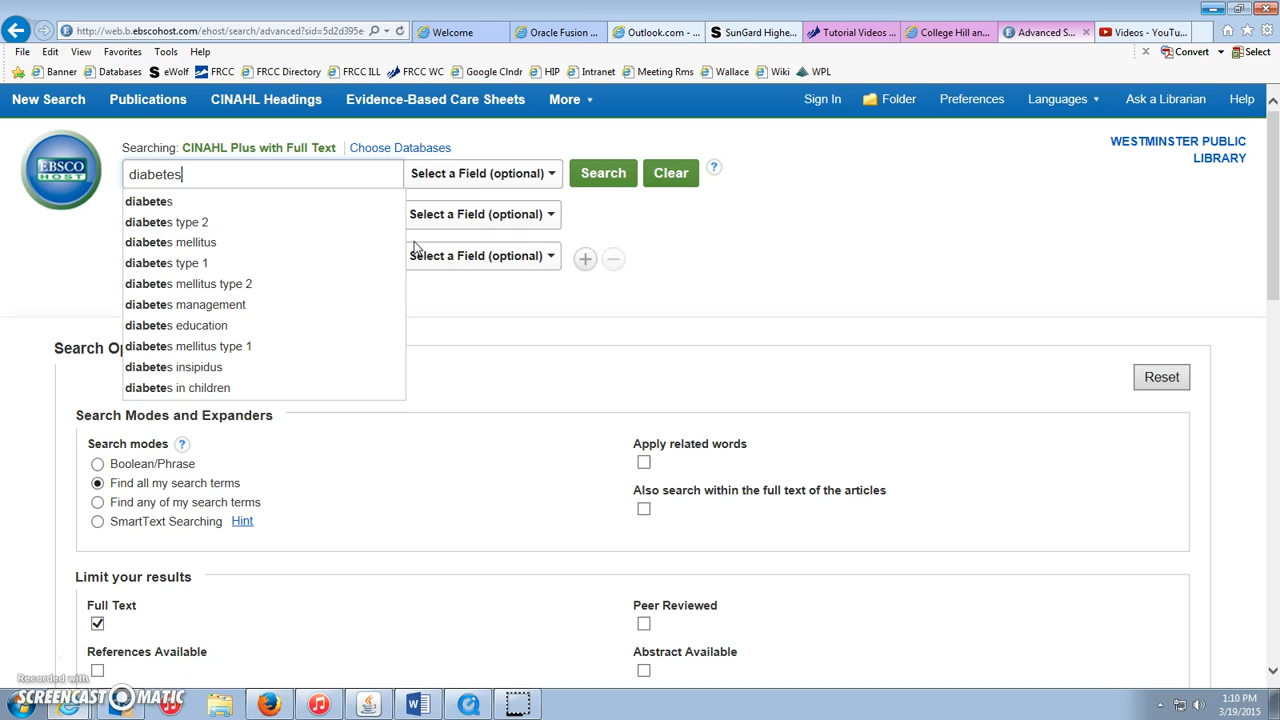 http://web.b.ebscohost.com/ehost/search/advanced?sid=5d2d395e-
Welcome
Oracle Fusion ...
Outlook.com - ...
SunGard Highe...
Tutorial Videos ...
College Hill an...
Advanced S...
Videos - YouTu...
File Edit View Favorites Tools Help
Convert
Select
Banner
Databases
eWolf
FRCC
FRCC Directory
FRCC ILL
FRCC WC
Google Clndr
HIP
Intranet
Meeting Rms
Wallace
Wiki
WPL
New Search
Publications
CINAHL Headings
Evidence-Based Care Sheets
More
Sign In
Folder
Preferences
Languages
Ask a Librarian
Help
EBSCO
HOST
Searching: CINAHL Plus with Full Text
Choose Databases
WESTMINSTER PUBLIC
LIBRARY
diabetes
Select a Field (optional)
Search
Clear
?
diabetes
diabetes type 2
Select a Field (optional)
diabetes mellitus
Select a Field (optional)
diabetes type 1
diabetes mellitus type 2
diabetes management
diabetes education
diabetes mellitus type 1
diabetes insipidus
diabetes in children
Search Op
Reset
Search Modes and Expanders
Search modes ?
Boolean/Phrase
Find all my search terms
Find any of my search terms
SmartText Searching Hint
Apply related words
Also search within the full text of the articles
Limit your results
Full Text
Peer Reviewed
References Available
Abstract Available
Recorded with
SCREENCAST MATIC
1:10 PM
3/19/2015